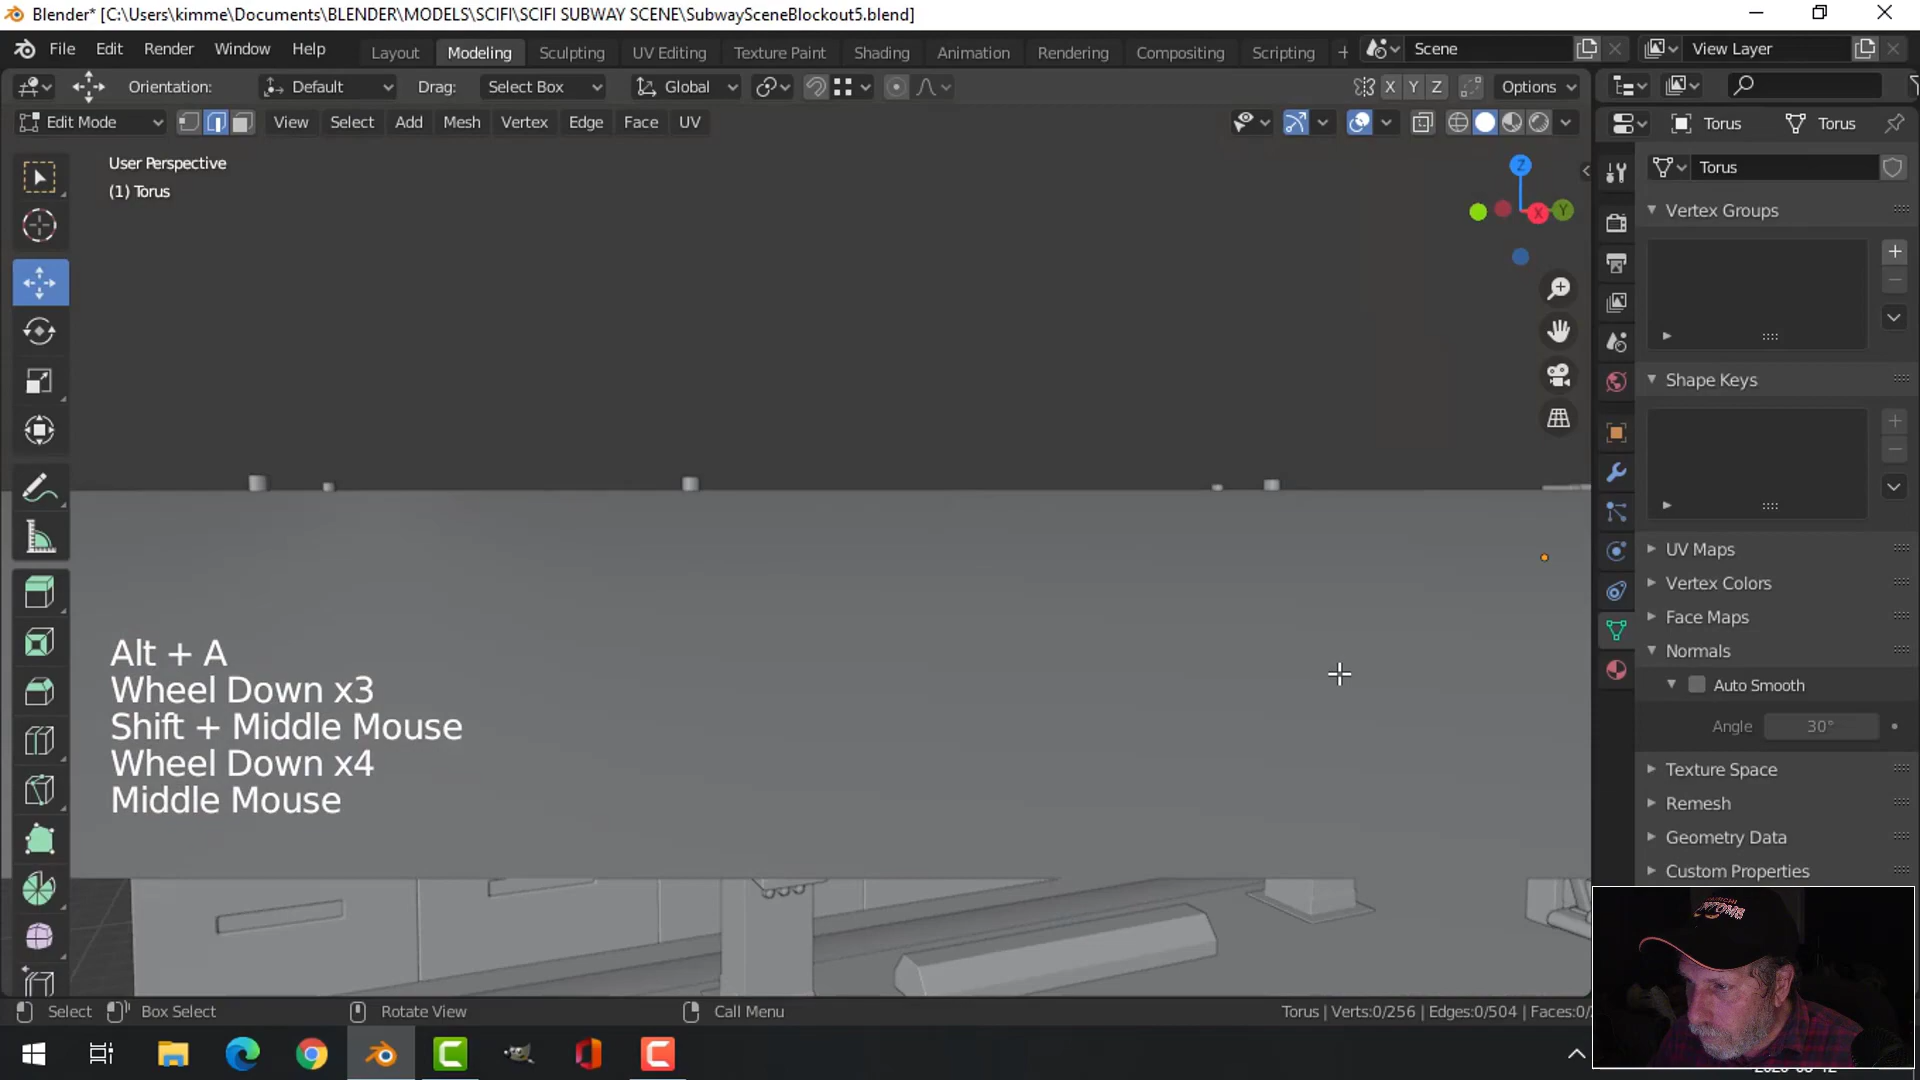 Blender* [C:\Users\kimme\Documents\BLENDER\MODELS\SCIFI\SCIFI SUBWAY SCENE\SubwaySceneBlockout5.blend]
File Edit Render Window Help Layout Modeling Sculpting UV Editing Texture Paint Shading Animation Rendering Compositing Scripting + Scene View Layer
Orientation: Default Drag: Select Box Global X Y Z Options
Edit Mode View Select Add Mesh Vertex Edge Face UV Torus Torus
User Perspective
(1) Torus
Z
X Y
Torus
Vertex Groups
Shape Keys
UV Maps
Vertex Colors
Face Maps
Normals
Auto Smooth
Angle 30°
Texture Space
Remesh
Geometry Data
Custom Properties
Alt + A
Wheel Down x3
Shift + Middle Mouse
Wheel Down x4
Middle Mouse
Select Box Select Rotate View Call Menu Torus | Verts:0/256 | Edges:0/504 | Faces:0/